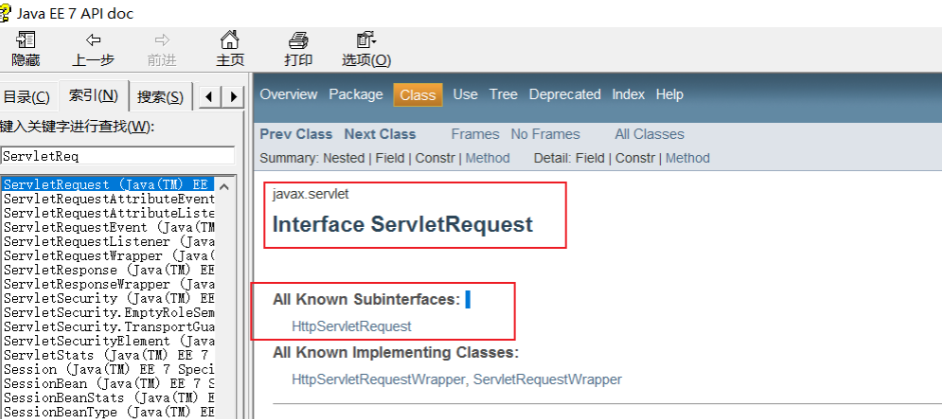 Java EE 7 API doc
隐藏 上一步 前进 主页 打印 选项(O)
目录(C) 索引(N) 搜索(S)
键入关键字进行查找(W):
ServletReq
ServletRequest (Java(TM) EE
ServletRequestAttributeEvent
ServletRequestAttributeListe
ServletRequestEvent (Java(TM
ServletRequestListener (Java
ServletRequestWrapper (Java(
ServletResponse (Java(TM) EE
ServletResponseWrapper (Java
ServletSecurity (Java(TM) EE
ServletSecurity.EmptyRoleSem
ServletSecurity.TransportGua
ServletSecurityElement (Java
ServletStats (Java(TM) EE 7
Session (Java(TM) EE 7 Speci
SessionBean (Java(TM) EE 7 S
SessionBeanStats (Java(TM) E
SessionBeanType (Java(TM) EE
Overview Package Class Use Tree Deprecated Index Help
Prev Class Next Class Frames No Frames All Classes
Summary: Nested | Field | Constr | Method Detail: Field | Constr | Method
javax.servlet
Interface ServletRequest
All Known Subinterfaces:
HttpServletRequest
All Known Implementing Classes:
HttpServletRequestWrapper, ServletRequestWrapper